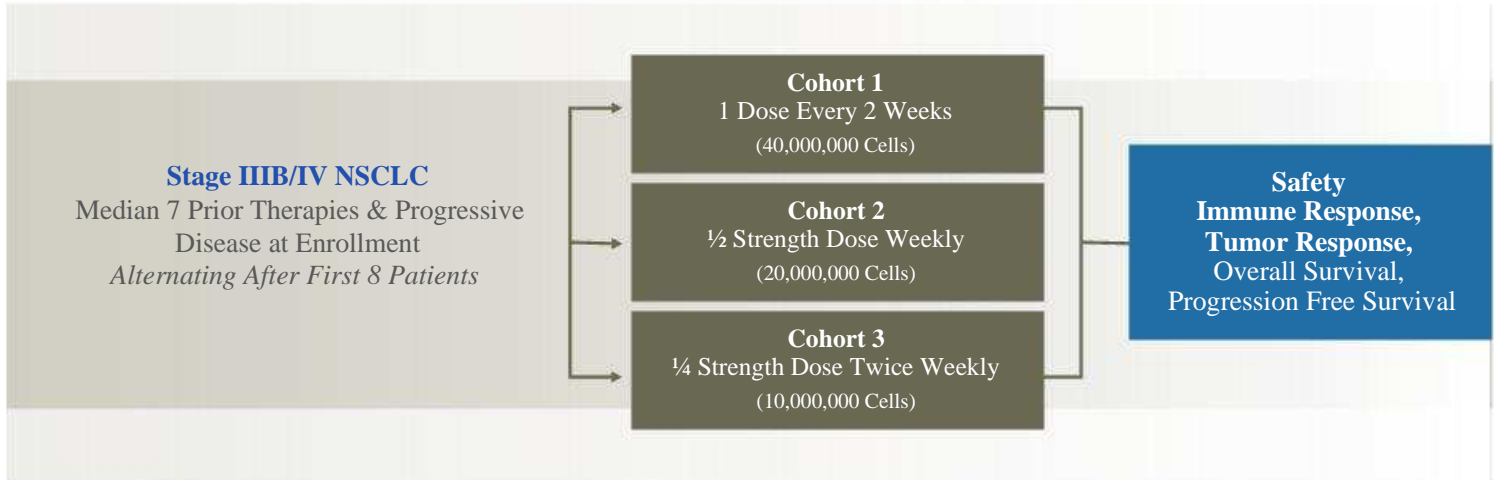 Stage IIIB/IV NSCLC
Median 7 Prior Therapies & Progressive
Disease at Enrollment
Alternating After First 8 Patients
Cohort 1
1 Dose Every 2 Weeks
(40,000,000 Cells)
Cohort 2
½ Strength Dose Weekly
(20,000,000 Cells)
Cohort 3
¼ Strength Dose Twice Weekly
(10,000,000 Cells)
Safety
Immune Response,
Tumor Response,
Overall Survival,
Progression Free Survival